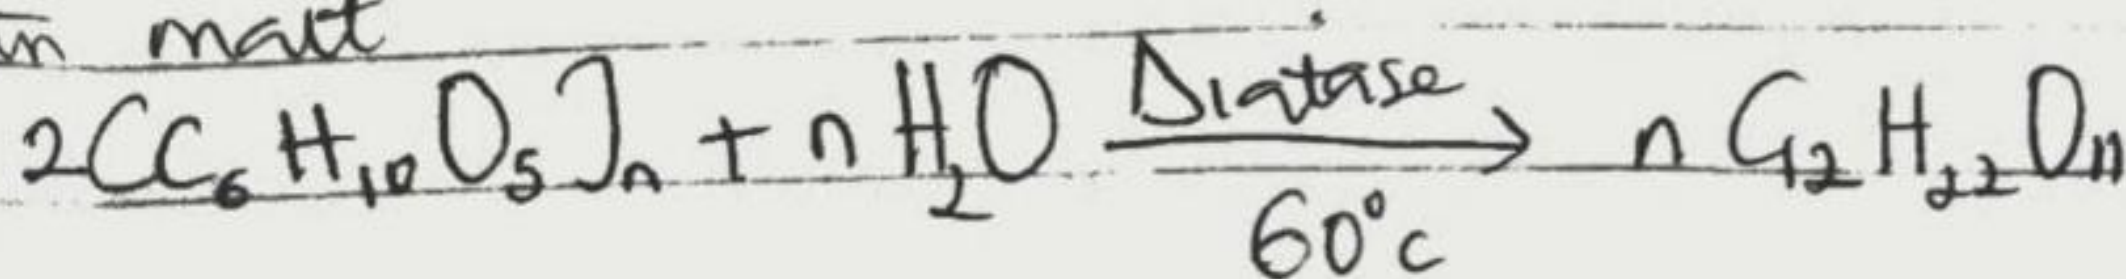 in malt
2(C₆H₁₀O₅)ₙ + nH₂O Diatase → nC₁₂H₂₂O₁₁
60°c